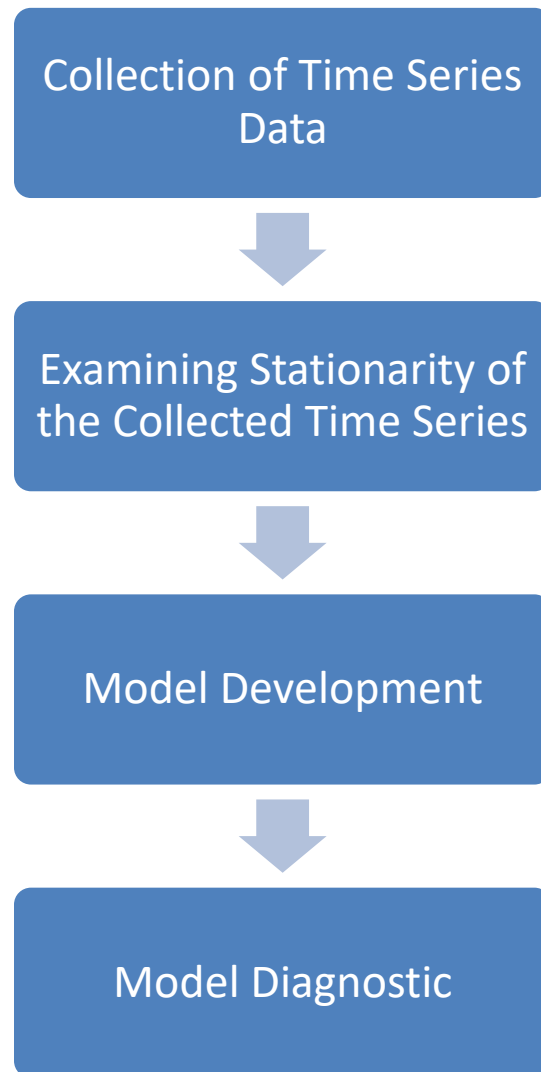 Collection of Time Series
Data
Examining Stationarity of
the Collected Time Series
Model Development
Model Diagnostic